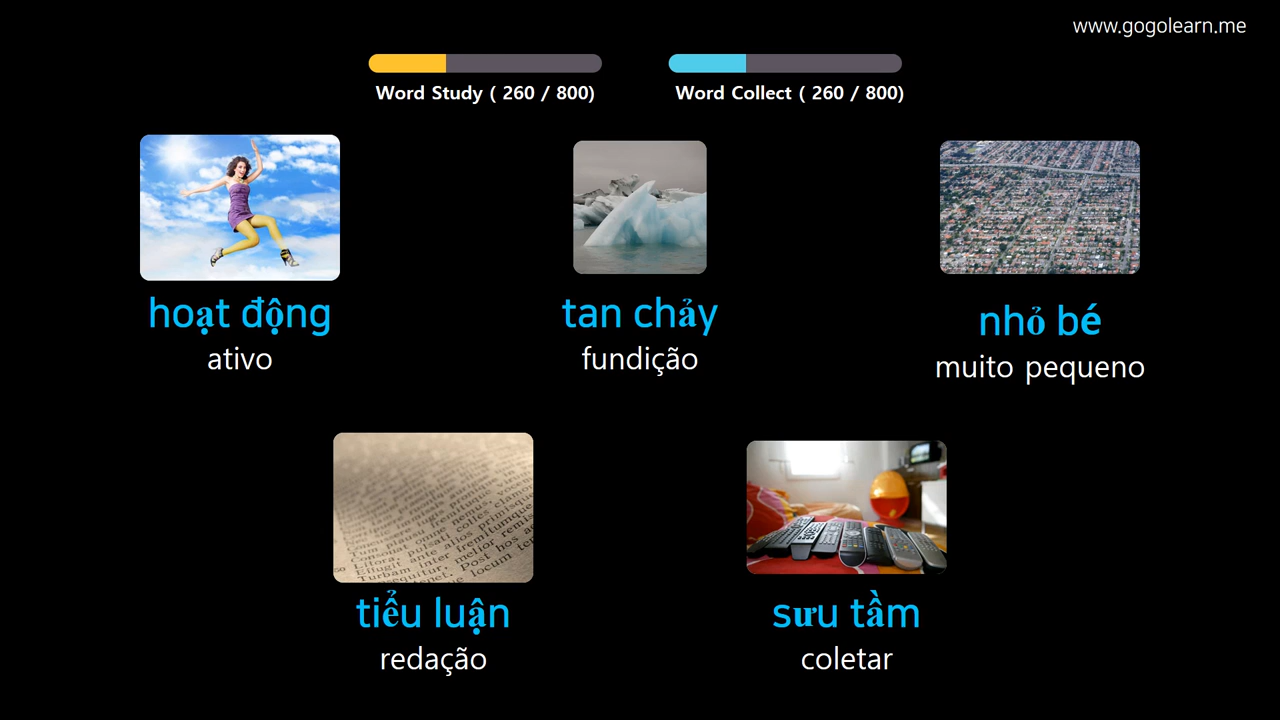 www.gogolearn.me
Word Study ( 260 / 800)
Word Collect ( 260 / 800)
hoạt động
ativo
tan chảy
fundição
nhỏ bé
muito pequeno
tiểu luận
redação
sưu tầm
coletar